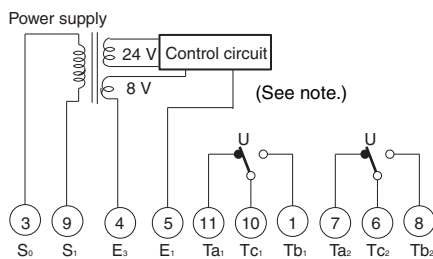 Power supply
24 V
Control circuit
8 V
(See note.)
U
U
3
9
4
5
11
10
1
7
6
8
S₀
S₁
E₃
E₁
Ta₁
Tc₁
Tb₁
Ta₂
Tc₂
Tb₂